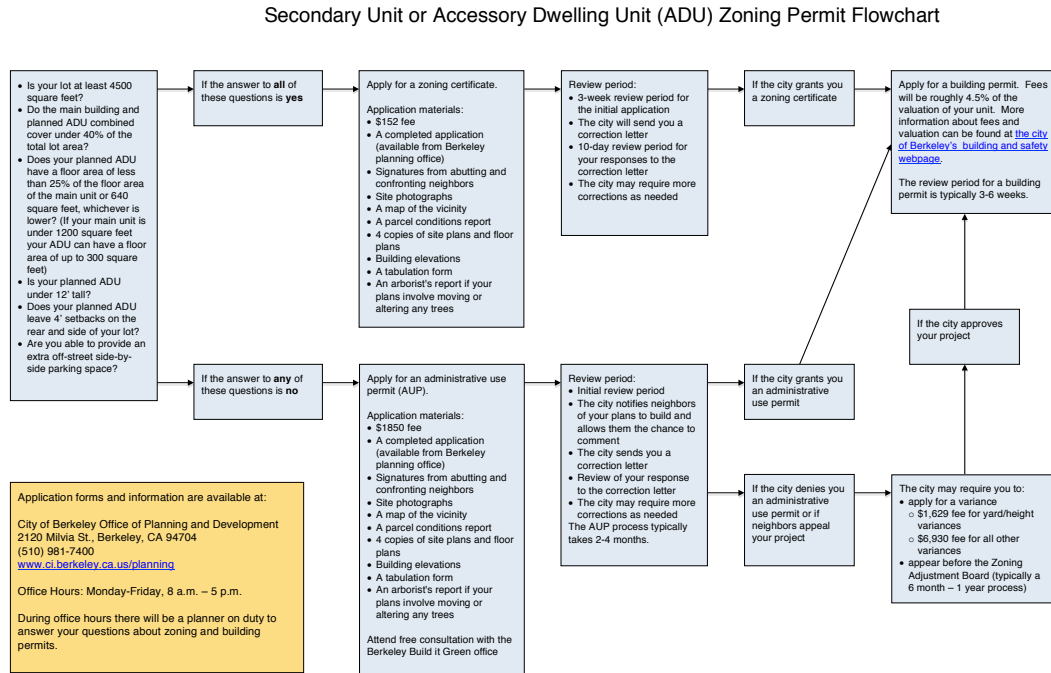 Secondary Unit or Accessory Dwelling Unit (ADU) Zoning Permit Flowchart
• Is your lot at least 4500
square feet?
• Do the main building and
planned ADU combined
cover under 40% of the
total lot area?
• Does your planned ADU
have a floor area of less
than 25% of the floor area
of the main unit or 640
square feet, whichever is
lower? (If your main unit is
under 1200 square feet
your ADU can have a floor
area of up to 300 square
feet)
• Is your planned ADU
under 12' tall?
• Does your planned ADU
leave 4' setbacks on the
rear and side of your lot?
• Are you able to provide an
extra off-street side-by-
side parking space?
If the answer to all of
these questions is yes
Apply for a zoning certificate.
Application materials:
• $152 fee
• A completed application
(available from Berkeley
planning office)
• Signatures from abutting and
confronting neighbors
• Site photographs
• A map of the vicinity
• A parcel conditions report
• 4 copies of site plans and floor
plans
• Building elevations
• A tabulation form
• An arborist's report if your
plans involve moving or
altering any trees
Review period:
• 3-week review period for
the initial application
• The city will send you a
correction letter
• 10-day review period for
your responses to the
correction letter
• The city may require more
corrections as needed
If the city grants you
a zoning certificate
Apply for a building permit. Fees
will be roughly 4.5% of the
valuation of your unit. More
information about fees and
valuation can be found at the city
of Berkeley's building and safety
webpage.
The review period for a building
permit is typically 3-6 weeks.
If the city approves
your project
If the answer to any of
these questions is no
Apply for an administrative use
permit (AUP).
Application materials:
• $1850 fee
• A completed application
(available from Berkeley
planning office)
• Signatures from abutting and
confronting neighbors
• Site photographs
• A map of the vicinity
• A parcel conditions report
• 4 copies of site plans and floor
plans
• Building elevations
• A tabulation form
• An arborist's report if your
plans involve moving or
altering any trees
Attend free consultation with the
Berkeley Build it Green office
Review period:
• Initial review period
• The city notifies neighbors
of your plans to build and
allows them the chance to
comment
• The city sends you a
correction letter
• Review of your response
to the correction letter
• The city may require more
corrections as needed
The AUP process typically
takes 2-4 months.
If the city grants you
an administrative
use permit
If the city denies you
an administrative
use permit or if
neighbors appeal
your project
The city may require you to:
• apply for a variance
o $1,629 fee for yard/height
variances
o $6,930 fee for all other
variances
• appear before the Zoning
Adjustment Board (typically a
6 month – 1 year process)
Application forms and information are available at:
City of Berkeley Office of Planning and Development
2120 Milvia St., Berkeley, CA 94704
(510) 981-7400
www.ci.berkeley.ca.us/planning
Office Hours: Monday-Friday, 8 a.m. – 5 p.m.
During office hours there will be a planner on duty to
answer your questions about zoning and building
permits.